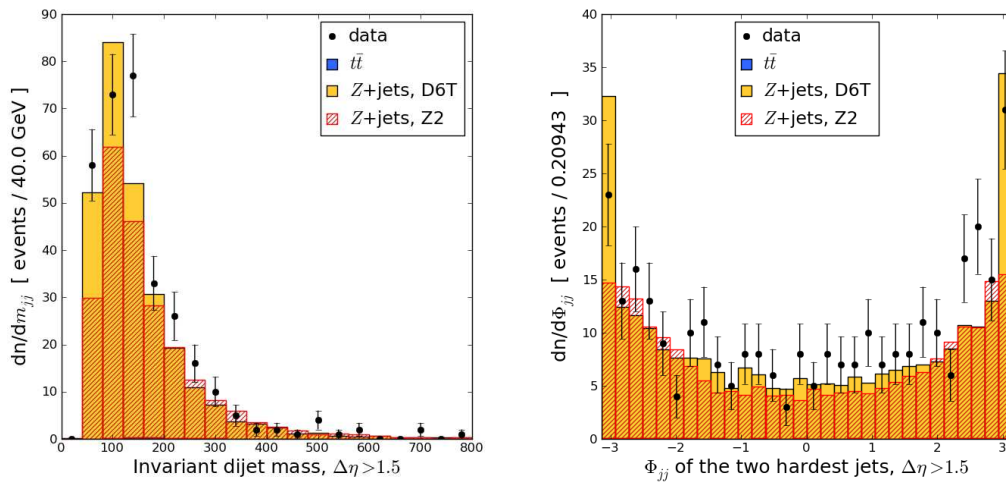 dn/dm_jj [ events / 40.0 GeV ]
90
80
70
60
50
40
30
20
10
0
data
tt̄
Z+jets, D6T
Z+jets, Z2
0 100 200 300 400 500 600 700 800
Invariant dijet mass, Δη>1.5
dn/dΦ_jj [ events / 0.20943 ]
40
35
30
25
20
15
10
5
0
data
tt̄
Z+jets, D6T
Z+jets, Z2
−3 −2 −1 0 1 2 3
Φ_jj of the two hardest jets, Δη>1.5